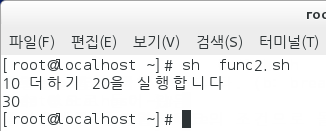 roo
파일(F) 편집(E) 보기(V) 검색(S) 터미널(T)
[root@localhost ~]# sh func2.sh
10 더하기 20을 실행합니다
30
[root@localhost ~]#